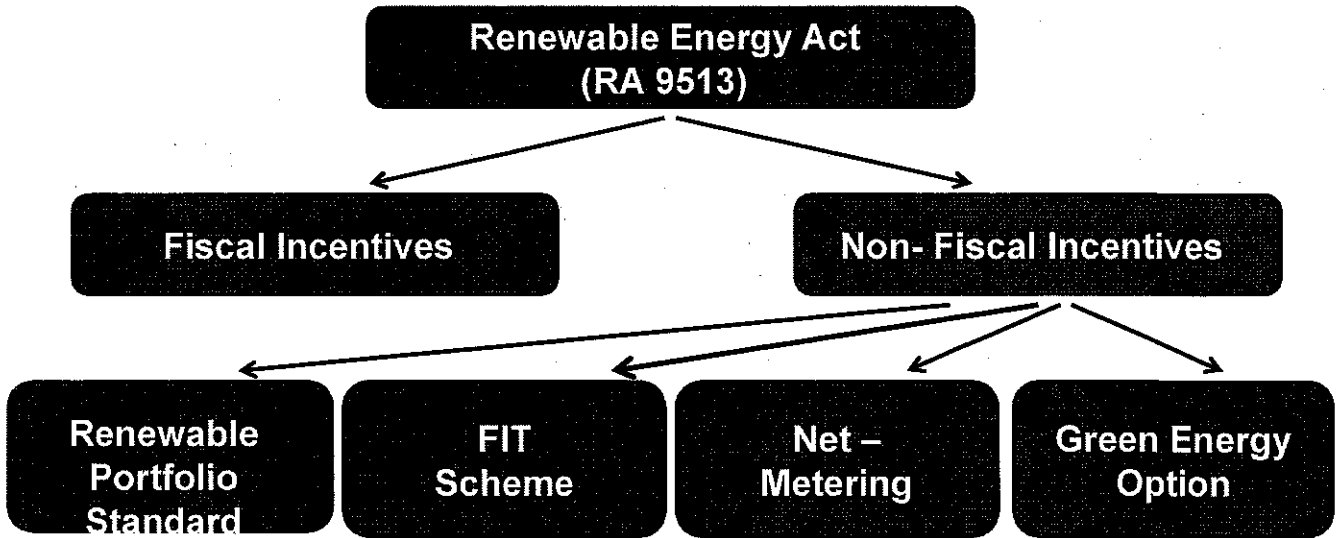 Renewable Energy Act
(RA 9513)
Fiscal Incentives
Non- Fiscal Incentives
Renewable
Portfolio
Standard
FIT
Scheme
Net –
Metering
Green Energy
Option